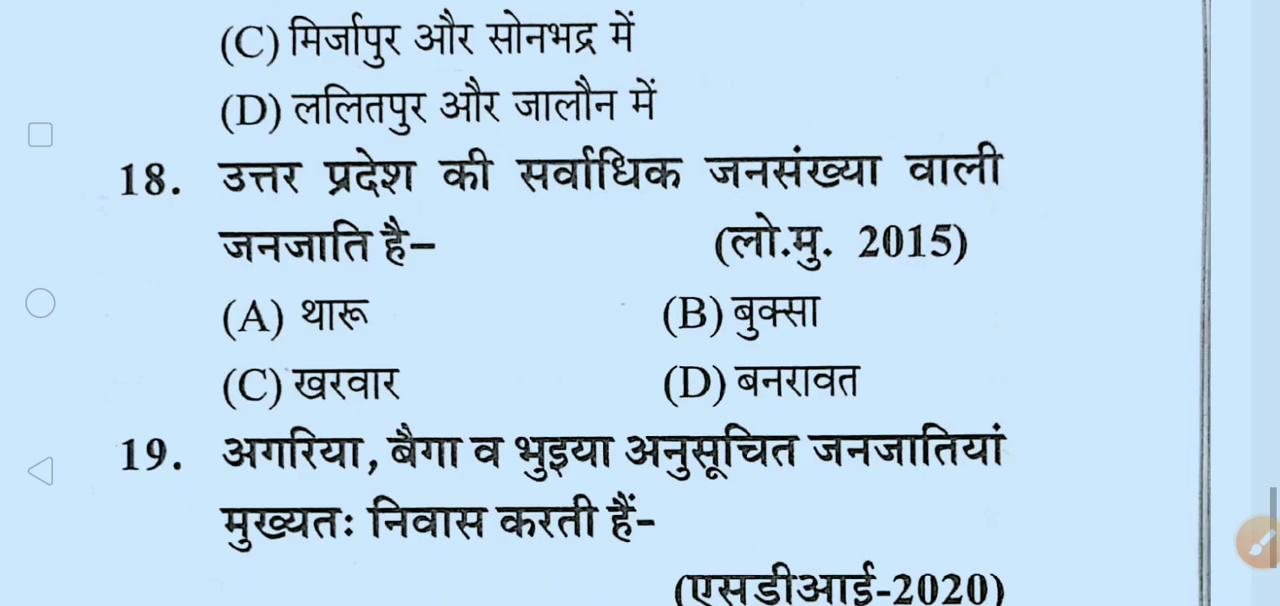 (C) मिर्जापुर और सोनभद्र में
(D) ललितपुर और जालौन में
18. उत्तर प्रदेश की सर्वाधिक जनसंख्या वाली
जनजाति है– (लो.मु. 2015)
(A) थारू (B) बुक्सा
(C) खरवार (D) बनरावत
19. अगरिया, बैगा व भुइया अनुसूचित जनजातियां
मुख्यतः निवास करती हैं-
(एसडीआई-2020)